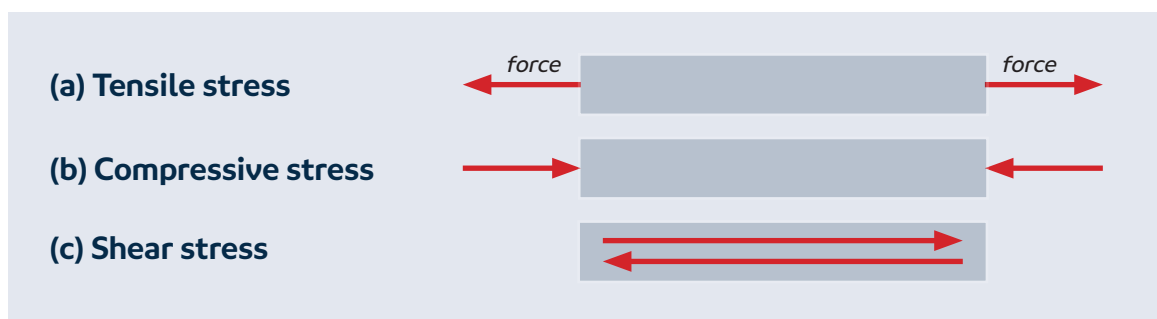 force force
(a) Tensile stress
(b) Compressive stress
(c) Shear stress